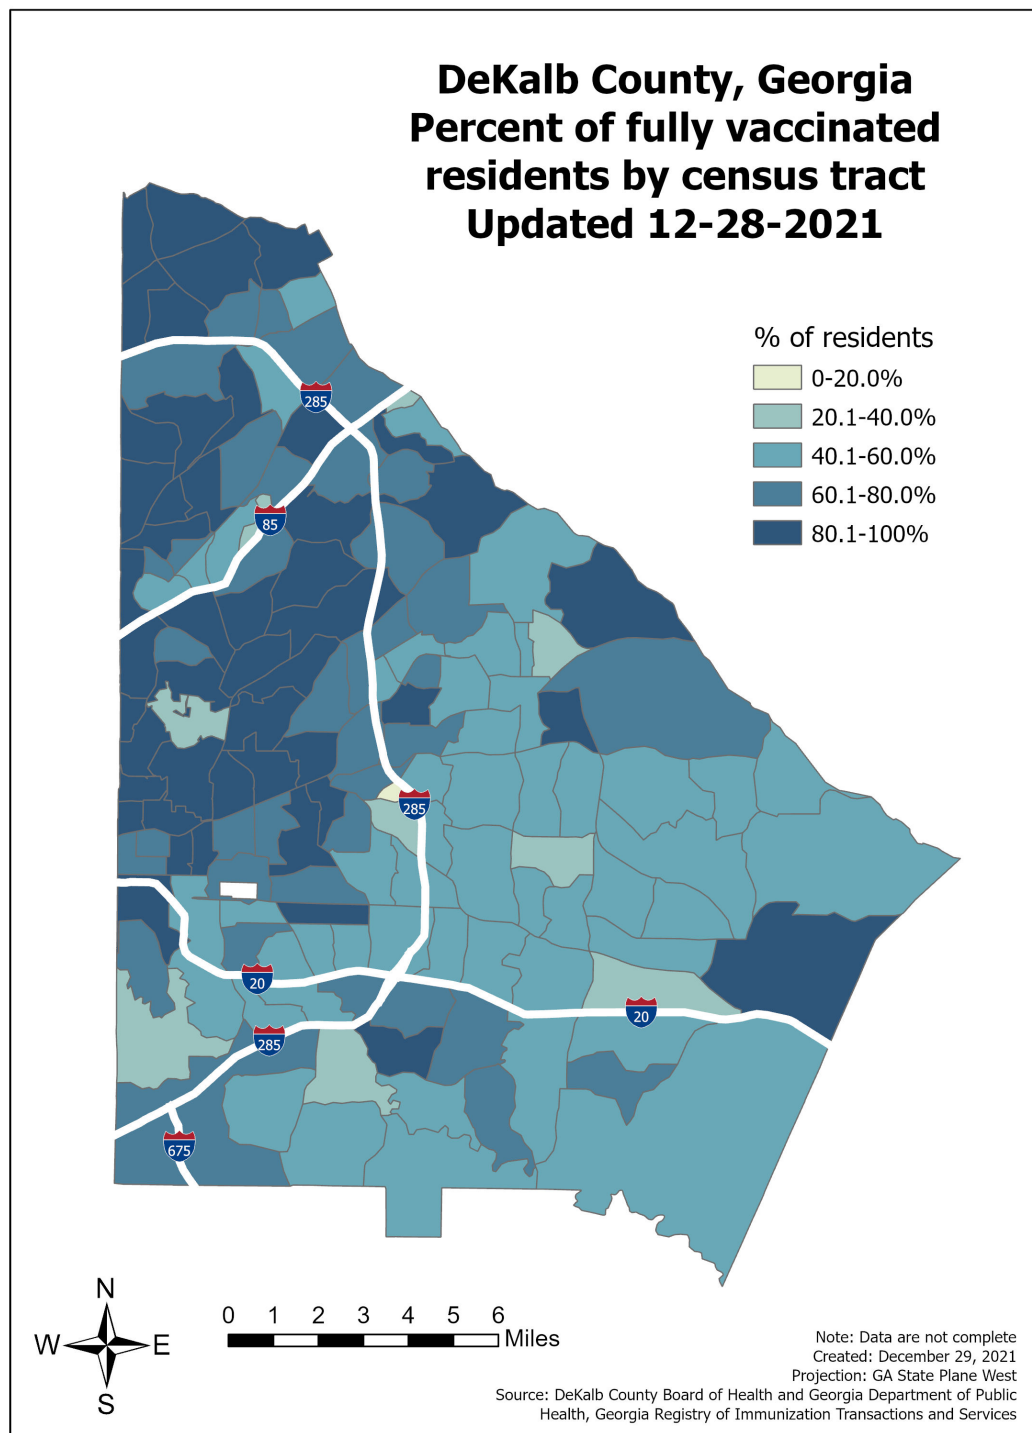 DeKalb County, Georgia
Percent of fully vaccinated
residents by census tract
Updated 12-28-2021
% of residents
0-20.0%
20.1-40.0%
40.1-60.0%
60.1-80.0%
80.1-100%
285
85
285
20
20
285
675
N
W E
S
0 1 2 3 4 5 6
Miles
Note: Data are not complete
Created: December 29, 2021
Projection: GA State Plane West
Source: DeKalb County Board of Health and Georgia Department of Public
Health, Georgia Registry of Immunization Transactions and Services